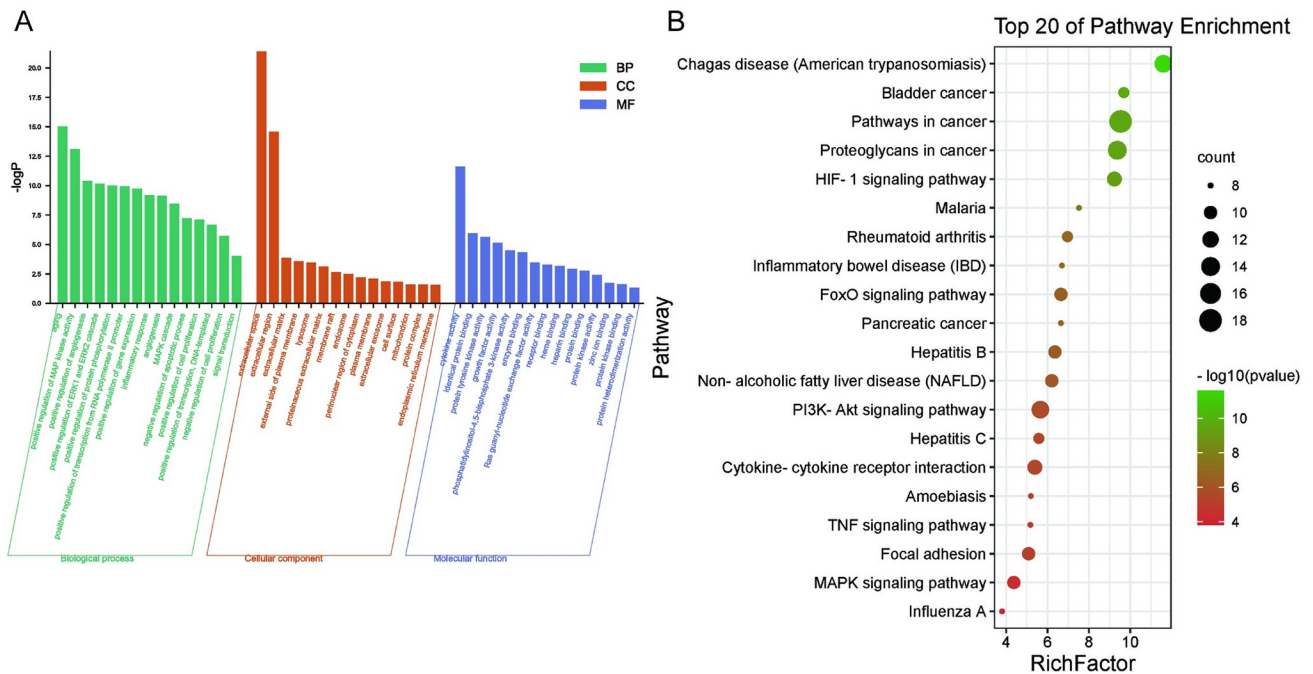 A
-logP
20.0
17.5
15.0
12.5
10.0
7.5
5.0
2.5
0.0
BP
CC
MF
aging
positive regulation of MAP kinase activity
positive regulation of angiogenesis
positive regulation of ERK1 and ERK2 cascade
positive regulation of protein phosphorylation
positive regulation of transcription from RNA polymerase II promoter
positive regulation of gene expression
inflammatory response
angiogenesis
MAPK cascade
negative regulation of apoptotic process
positive regulation of cell proliferation
positive regulation of transcription, DNA-templated
negative regulation of cell proliferation
signal transduction
extracellular space
extracellular region
extracellular matrix
external side of plasma membrane
lysosome
proteinaceous extracellular matrix
membrane raft
endosome
perinuclear region of cytoplasm
plasma membrane
extracellular exosome
cell surface
mitochondrion
protein complex
endoplasmic reticulum membrane
cytokine activity
identical protein binding
protein tyrosine kinase activity
growth factor activity
phosphatidylinositol-4,5-bisphosphate 3-kinase activity
enzyme binding
Ras guanyl-nucleotide exchange factor activity
receptor binding
heme binding
heparin binding
protein binding
protein kinase activity
zinc ion binding
protein kinase binding
protein heterodimerization activity
Biological process
Cellular component
Molecular function
B
Top 20 of Pathway Enrichment
Pathway
Chagas disease (American trypanosomiasis)
Bladder cancer
Pathways in cancer
Proteoglycans in cancer
HIF- 1 signaling pathway
Malaria
Rheumatoid arthritis
Inflammatory bowel disease (IBD)
FoxO signaling pathway
Pancreatic cancer
Hepatitis B
Non- alcoholic fatty liver disease (NAFLD)
PI3K- Akt signaling pathway
Hepatitis C
Cytokine- cytokine receptor interaction
Amoebiasis
TNF signaling pathway
Focal adhesion
MAPK signaling pathway
Influenza A
4 6 8 10
RichFactor
count
8
10
12
14
16
18
- log10(pvalue)
10
8
6
4